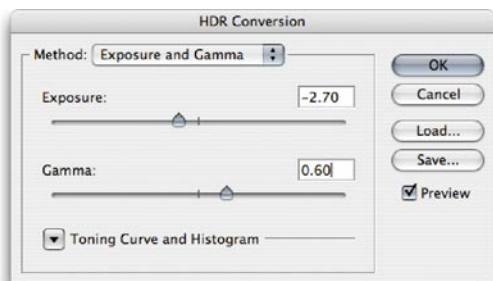 HDR Conversion
Method: Exposure and Gamma
Exposure: -2.70
Gamma: 0.60
Toning Curve and Histogram
OK
Cancel
Load...
Save...
Preview